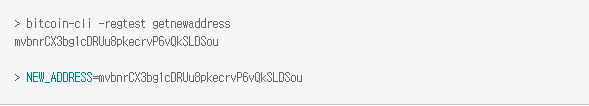 > bitcoin-cli -regtest getnewaddress
mvbnrCX3bg1cDRUu8pkecrvP6vQkSLDSou
> NEW_ADDRESS=mvbnrCX3bg1cDRUu8pkecrvP6vQkSLDSou